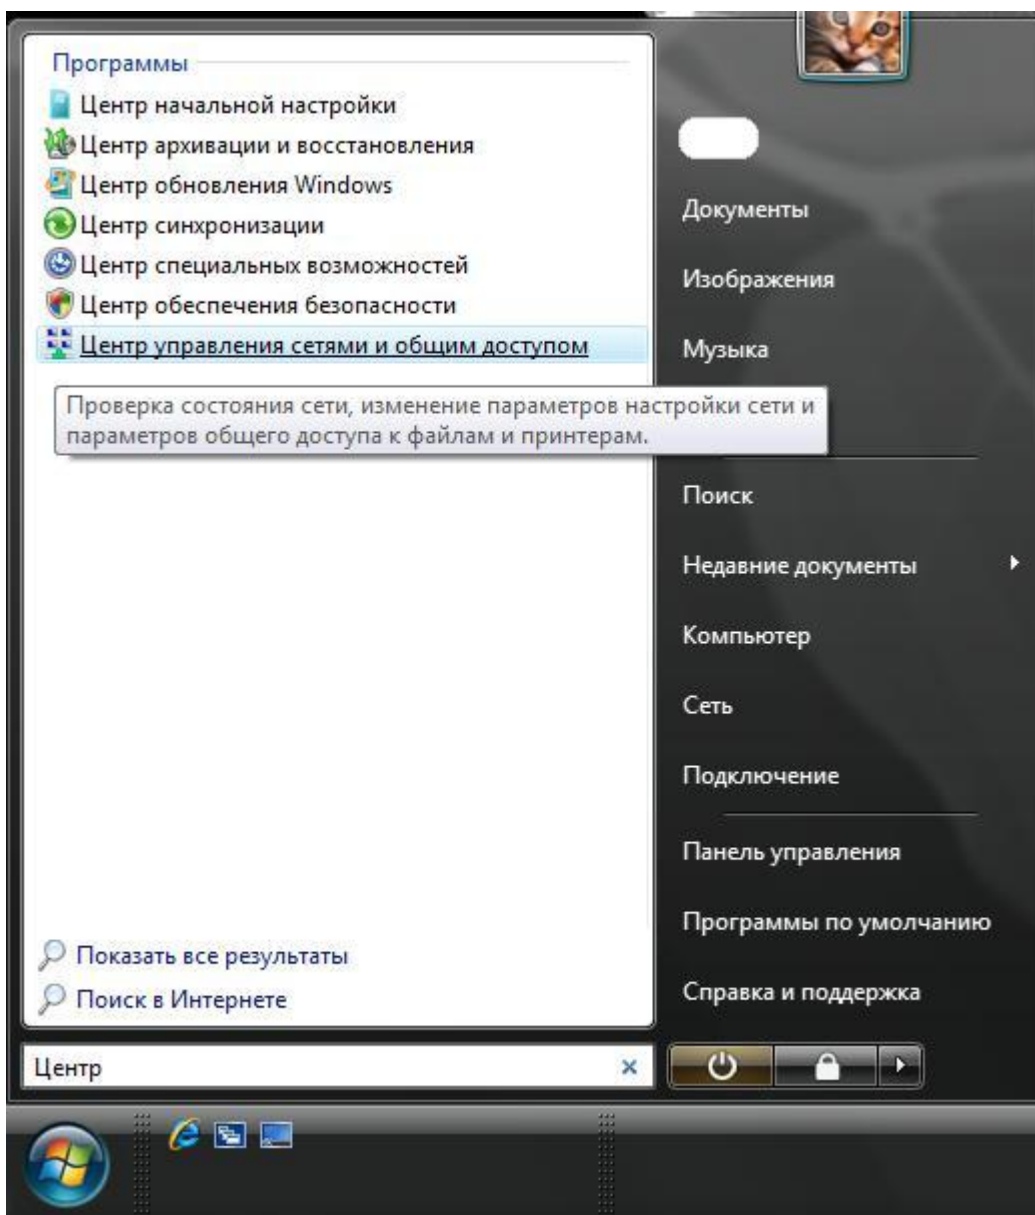 Программы
Центр начальной настройки
Центр архивации и восстановления
Центр обновления Windows
Центр синхронизации
Центр специальных возможностей
Центр обеспечения безопасности
Центр управления сетями и общим доступом
Проверка состояния сети, изменение параметров настройки сети и
параметров общего доступа к файлам и принтерам.
Показать все результаты
Поиск в Интернете
Центр
Документы
Изображения
Музыка
Поиск
Недавние документы
Компьютер
Сеть
Подключение
Панель управления
Программы по умолчанию
Справка и поддержка